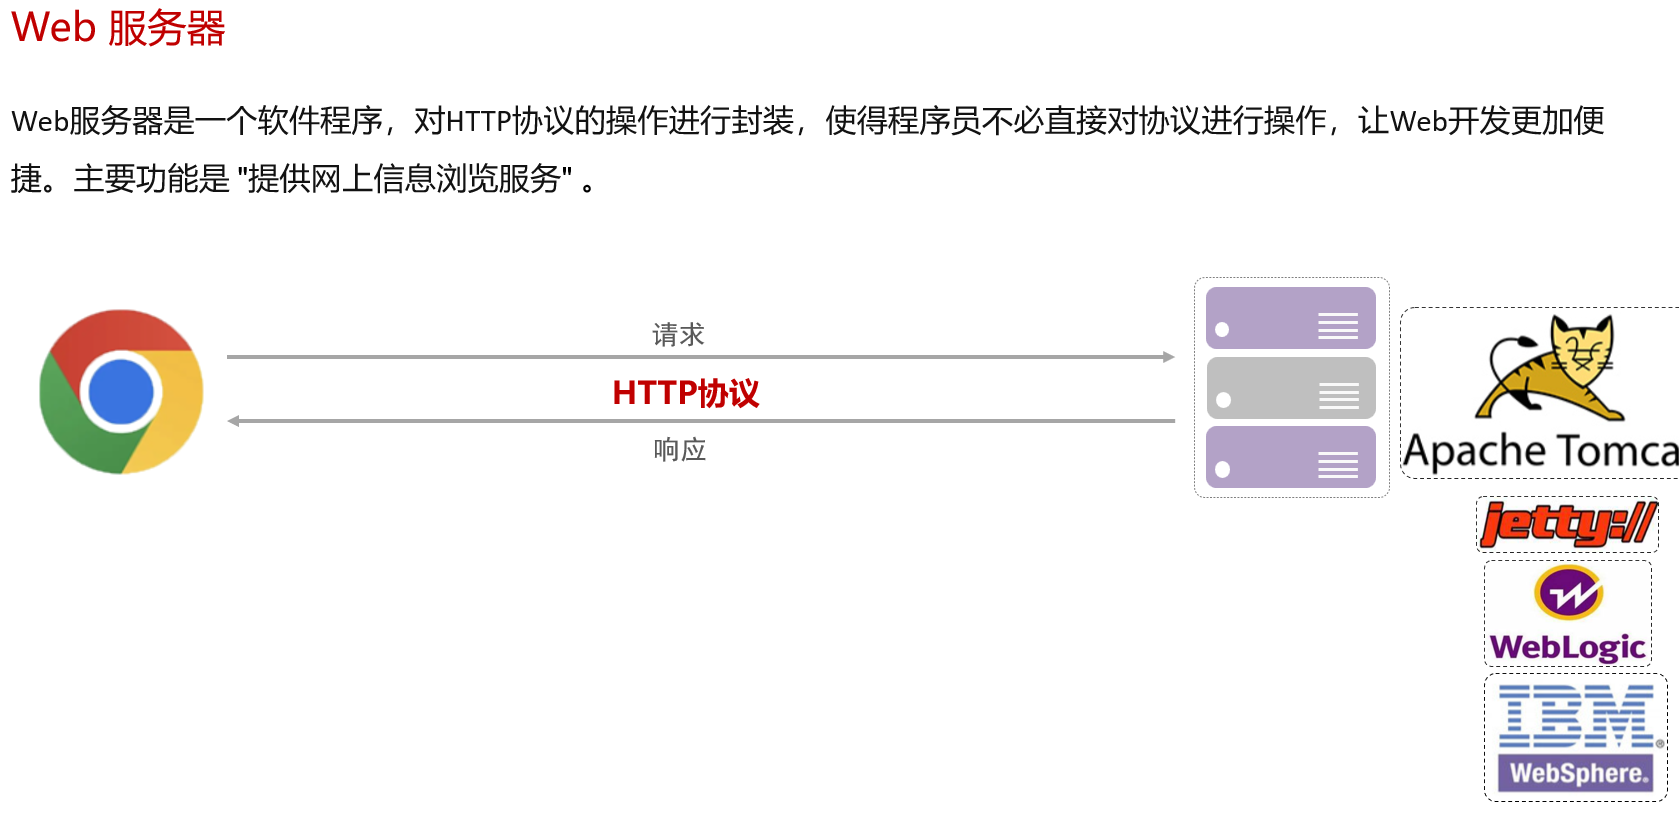 Web 服务器
Web服务器是一个软件程序，对HTTP协议的操作进行封装，使得程序员不必直接对协议进行操作，让Web开发更加便
捷。主要功能是 "提供网上信息浏览服务" 。
请求
HTTP协议
响应
Apache Tomca
jetty://
WebLogic
IBM®
WebSphere®